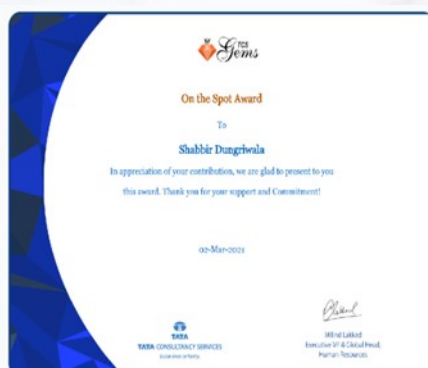 TCS
Gems
On the Spot Award
To
Shabbir Dungriwala
In appreciation of your contribution, we are glad to present to you
this award. Thank you for your support and Commitment!
02-Mar-2021
TATA
TATA CONSULTANCY SERVICES
Experience certainty.
Milind Lakkad
Executive VP & Global Head,
Human Resources